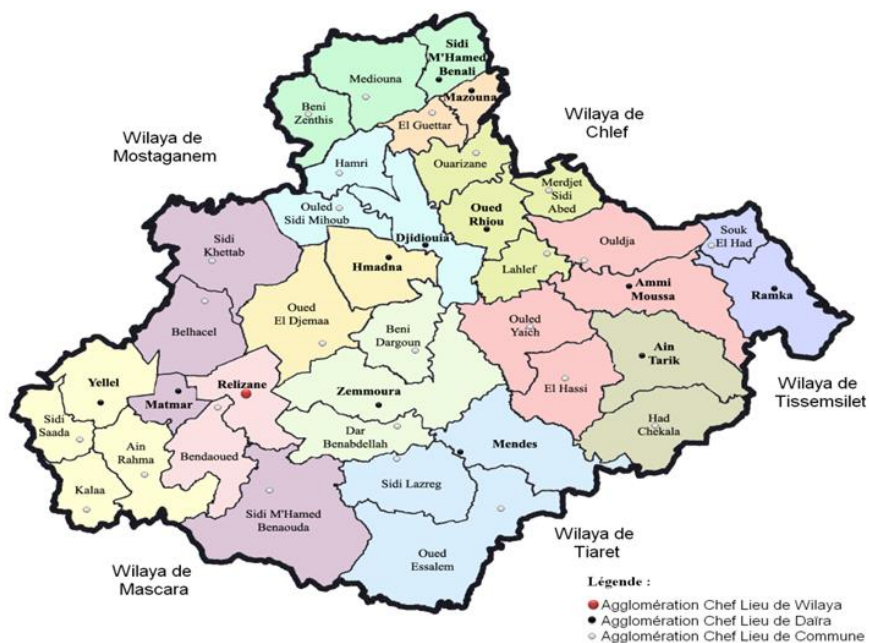 Sidi
M'Hamed
Benali
Mediouna
Mazouna
Beni
Zenthis
El Guettar
Wilaya de
Mostaganem
Wilaya de
Chlef
Hamri
Ouarizane
Merdjet
Sidi
Abed
Ouled
Sidi Mihoub
Oued
Rhiou
Djidiouia
Sidi
Khettab
Ouldja
Souk
El Had
Hmadna
Lahlef
Ammi
Moussa
Ramka
Oued
El Djemaa
Belhacel
Beni
Dargoun
Ouled
Yaich
Ain
Tarik
Yellel
Relizane
Matmar
Zemmoura
El Hassi
Wilaya de
Tissemsilet
Sidi
Saada
Ain
Rahma
Bendaoued
Dar
Benabdellah
Mendes
Had
Chekala
Kalaa
Sidi M'Hamed
Benaouda
Sidi Lazreg
Oued
Essalem
Wilaya de
Tiaret
Wilaya de
Mascara
Légende :
Agglomération Chef Lieu de Wilaya
Agglomération Chef Lieu de Daïra
Agglomération Chef Lieu de Commune